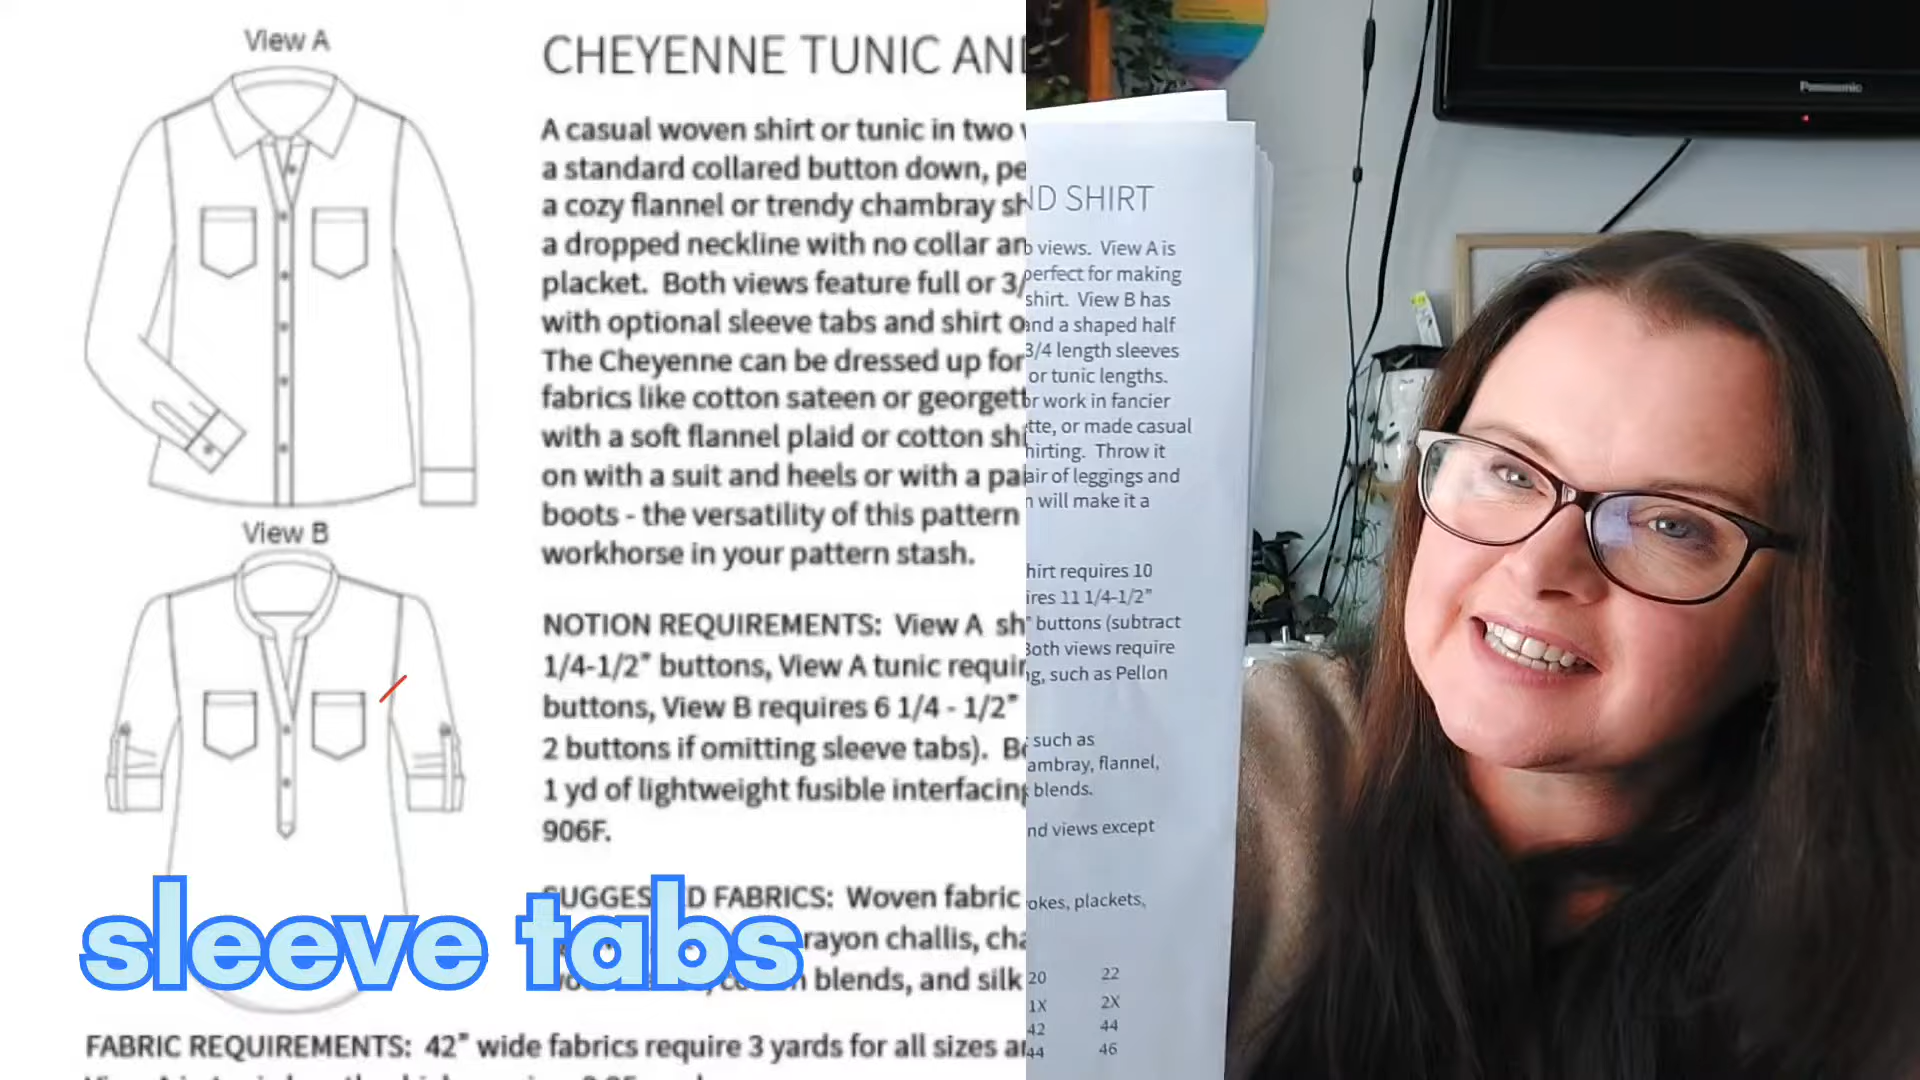 View A
CHEYENNE TUNIC AN
A casual woven shirt or tunic in two
a standard collared button down, pe
a cozy flannel or trendy chambray sh
a dropped neckline with no collar an
placket. Both views feature full or 3/
with optional sleeve tabs and shirt o
The Cheyenne can be dressed up for
fabrics like cotton sateen or georgett
with a soft flannel plaid or cotton shi
on with a suit and heels or with a pa
boots - the versatility of this pattern
workhorse in your pattern stash.
View B
NOTION REQUIREMENTS: View A sh
1/4-1/2" buttons, View A tunic requir
buttons, View B requires 6 1/4 - 1/2"
2 buttons if omitting sleeve tabs). Bo
1 yd of lightweight fusible interfacing
906F.
SUGGES D FABRICS: Woven fabric
rayon challis, cha
blends, and silk
sleeve tabs
FABRIC REQUIREMENTS: 42" wide fabrics require 3 yards for all sizes a
Panasonic
ND SHIRT
views. View A is
perfect for making
shirt. View B has
and a shaped half
3/4 length sleeves
or tunic lengths.
or work in fancier
tte, or made casual
hirting. Throw it
air of leggings and
will make it a
hirt requires 10
ires 11 1/4-1/2"
buttons (subtract
Both views require
g, such as Pellon
such as
ambray, flannel,
blends.
nd views except
okes, plackets,
20 22
1X 2X
42 44
44 46